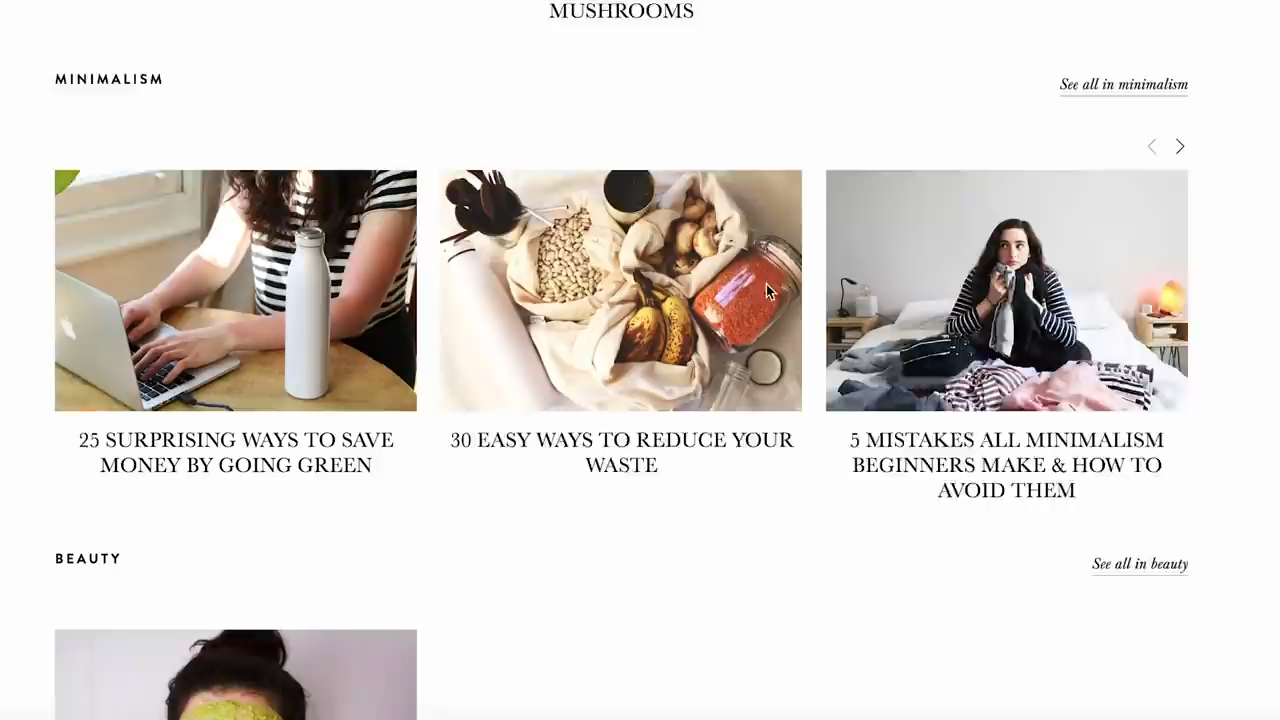 MUSHROOMS
MINIMALISM
See all in minimalism
25 SURPRISING WAYS TO SAVE
MONEY BY GOING GREEN
30 EASY WAYS TO REDUCE YOUR
WASTE
5 MISTAKES ALL MINIMALISM
BEGINNERS MAKE & HOW TO
AVOID THEM
BEAUTY
See all in beauty